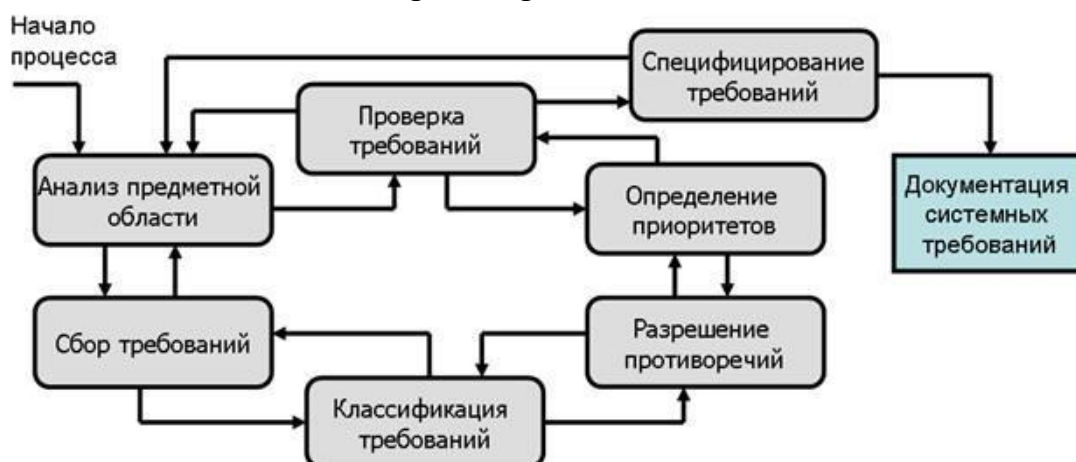 Начало
процесса
Спецификацирование
требований
Проверка
требований
Анализ предметной
области
Определение
приоритетов
Документация
системных
требований
Сбор требований
Разрешение
противоречий
Классификация
требований